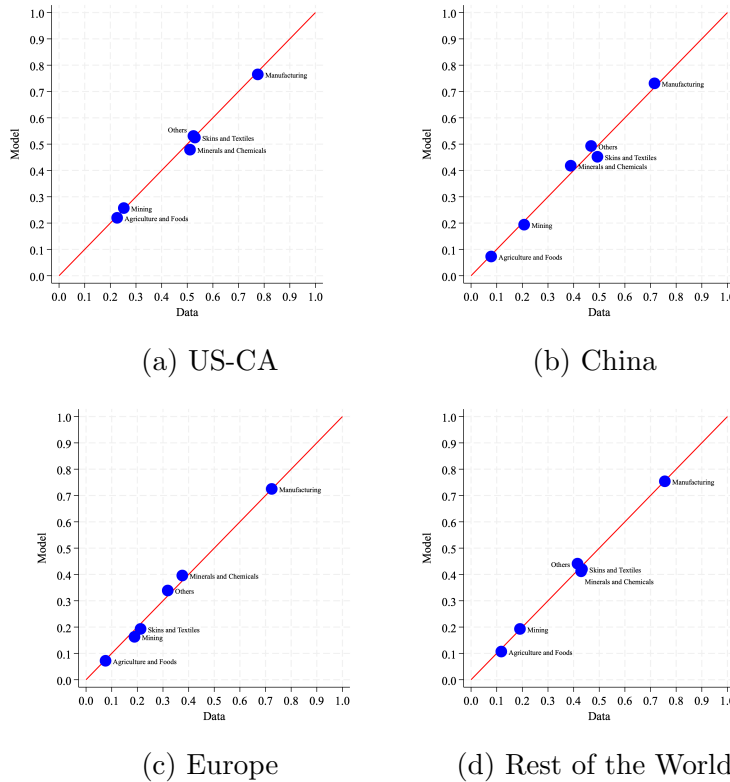 1.0
0.9
0.8
0.7
0.6
0.5
0.4
0.3
0.2
0.1
0.0
Model
Manufacturing
Others
Skins and Textiles
Minerals and Chemicals
Mining
Agriculture and Foods
0.0 0.1 0.2 0.3 0.4 0.5 0.6 0.7 0.8 0.9 1.0
Data
(a) US-CA
1.0
0.9
0.8
0.7
0.6
0.5
0.4
0.3
0.2
0.1
0.0
Model
Manufacturing
Others
Skins and Textiles
Minerals and Chemicals
Mining
Agriculture and Foods
0.0 0.1 0.2 0.3 0.4 0.5 0.6 0.7 0.8 0.9 1.0
Data
(b) China
1.0
0.9
0.8
0.7
0.6
0.5
0.4
0.3
0.2
0.1
0.0
Model
Manufacturing
Minerals and Chemicals
Others
Skins and Textiles
Mining
Agriculture and Foods
0.0 0.1 0.2 0.3 0.4 0.5 0.6 0.7 0.8 0.9 1.0
Data
(c) Europe
1.0
0.9
0.8
0.7
0.6
0.5
0.4
0.3
0.2
0.1
0.0
Model
Manufacturing
Others
Skins and Textiles
Minerals and Chemicals
Mining
Agriculture and Foods
0.0 0.1 0.2 0.3 0.4 0.5 0.6 0.7 0.8 0.9 1.0
Data
(d) Rest of the World